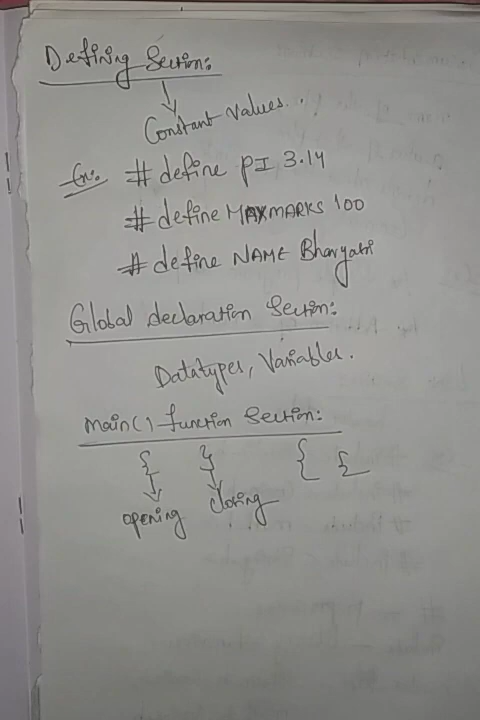 Defining Section:
Constant Values...
Ex:- # define PI 3.14
# define MAXMARKS 100
# define NAME Bhargavi
Global declaration Section:
Datatypes, Variables.
main() function Section:
{ } { }
opening closing